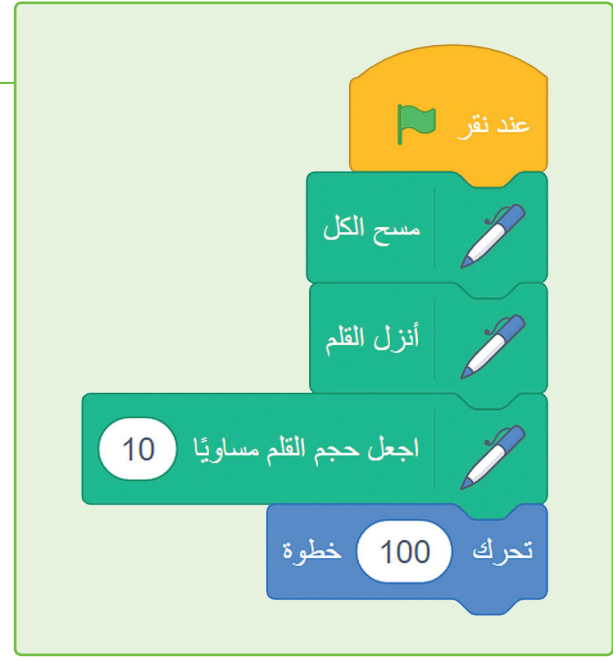 عند نقر
مسح الكل
أنزل القلم
اجعل حجم القلم مساويًا 10
تحرك 100 خطوة